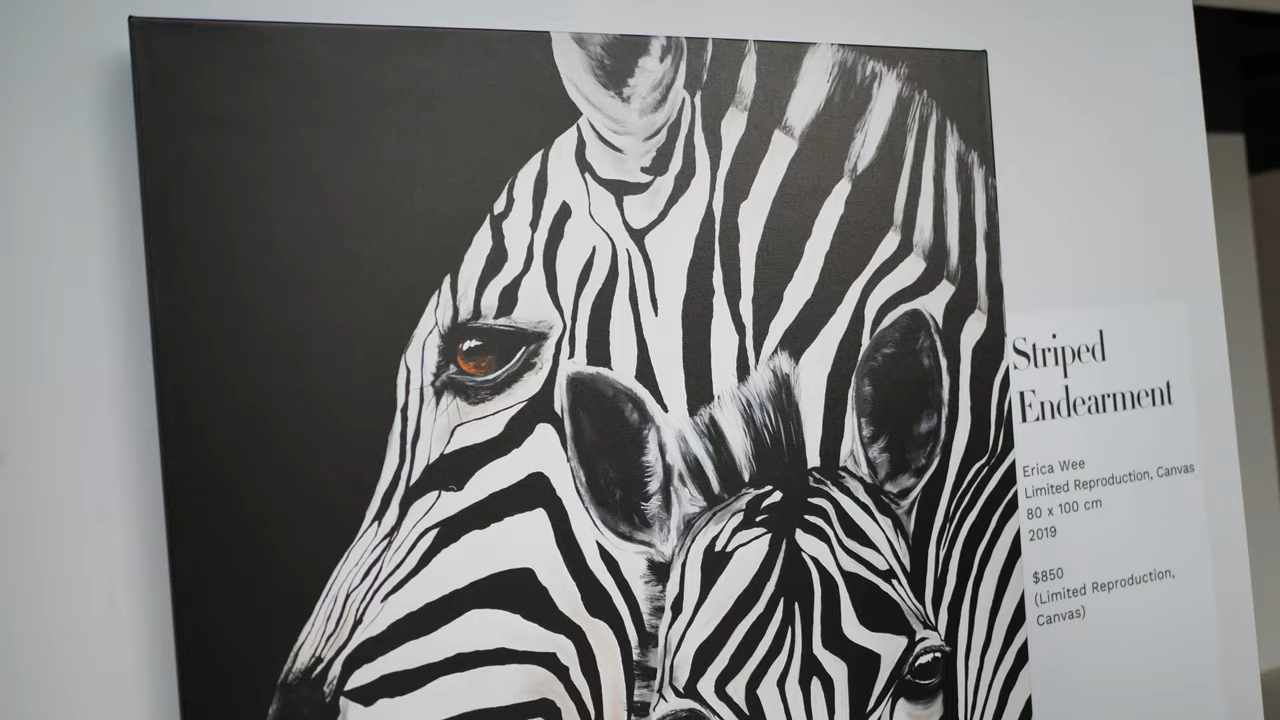 Striped
Endearment
Erica Wee
Limited Reproduction, Canvas
80 x 100 cm
2019
$850
(Limited Reproduction,
Canvas)